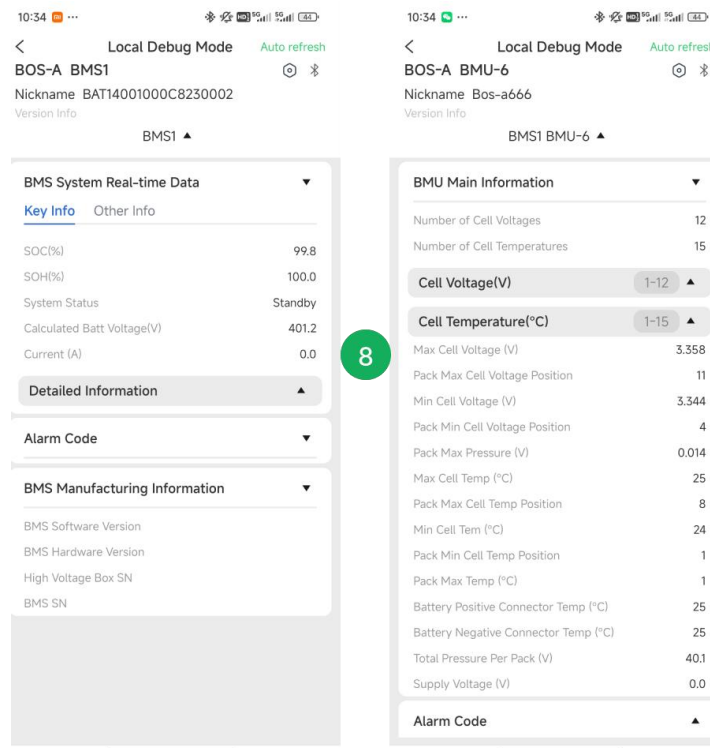 10:34 ··· HD 5G 5G 44
< Local Debug Mode Auto refresh
BOS-A BMS1
Nickname BAT14001000C8230002
Version Info
BMS1 ▲
BMS System Real-time Data ▼
Key Info Other Info
SOC(%) 99.8
SOH(%) 100.0
System Status Standby
Calculated Batt Voltage(V) 401.2
Current (A) 0.0
Detailed Information ▲
Alarm Code ▼
BMS Manufacturing Information ▼
BMS Software Version
BMS Hardware Version
High Voltage Box SN
BMS SN
8
10:34 ··· HD 5G 5G 44
< Local Debug Mode Auto refresh
BOS-A BMU-6
Nickname Bos-a666
Version Info
BMS1 BMU-6 ▲
BMU Main Information ▼
Number of Cell Voltages 12
Number of Cell Temperatures 15
Cell Voltage(V) 1-12 ▲
Cell Temperature(°C) 1-15 ▲
Max Cell Voltage (V) 3.358
Pack Max Cell Voltage Position 11
Min Cell Voltage (V) 3.344
Pack Min Cell Voltage Position 4
Pack Max Pressure (V) 0.014
Max Cell Temp (°C) 25
Pack Max Cell Temp Position 8
Min Cell Tem (°C) 24
Pack Min Cell Temp Position 1
Pack Max Temp (°C) 1
Battery Positive Connector Temp (°C) 25
Battery Negative Connector Temp (°C) 25
Total Pressure Per Pack (V) 40.1
Supply Voltage (V) 0.0
Alarm Code ▲